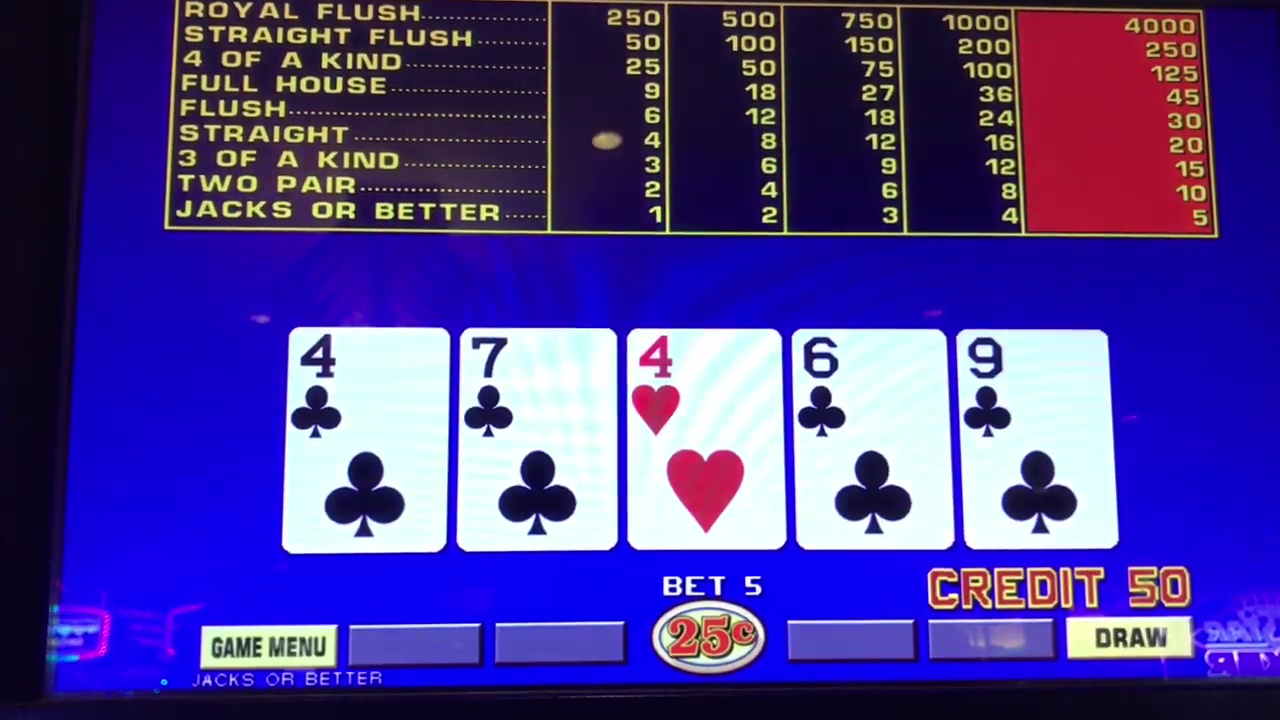 ROYAL FLUSH 250 500 750 1000 4000
STRAIGHT FLUSH 50 100 150 200 250
4 OF A KIND 25 50 75 100 125
FULL HOUSE 9 18 27 36 45
FLUSH 6 12 18 24 30
STRAIGHT 4 8 12 16 20
3 OF A KIND 3 6 9 12 15
TWO PAIR 2 4 6 8 10
JACKS OR BETTER 1 2 3 4 5
4 7 4 6 9
BET 5
CREDIT 50
GAME MENU 25¢ DRAW
JACKS OR BETTER